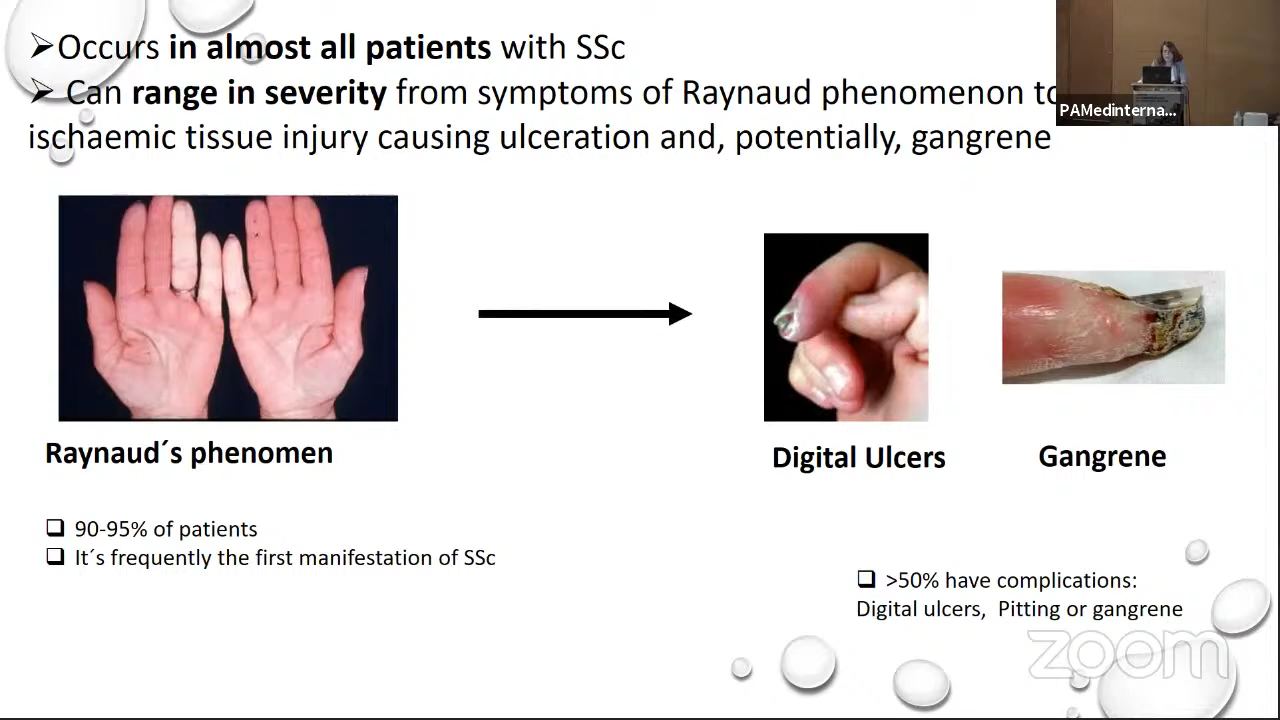 ➢Occurs in almost all patients with SSc
➢ Can range in severity from symptoms of Raynaud phenomenon to
ischaemic tissue injury causing ulceration and, potentially, gangrene
PAMedinterna...
Raynaud´s phenomen
Digital Ulcers
Gangrene
❑ 90-95% of patients
❑ It´s frequently the first manifestation of SSc
❑ >50% have complications:
Digital ulcers, Pitting or gangrene
zoom